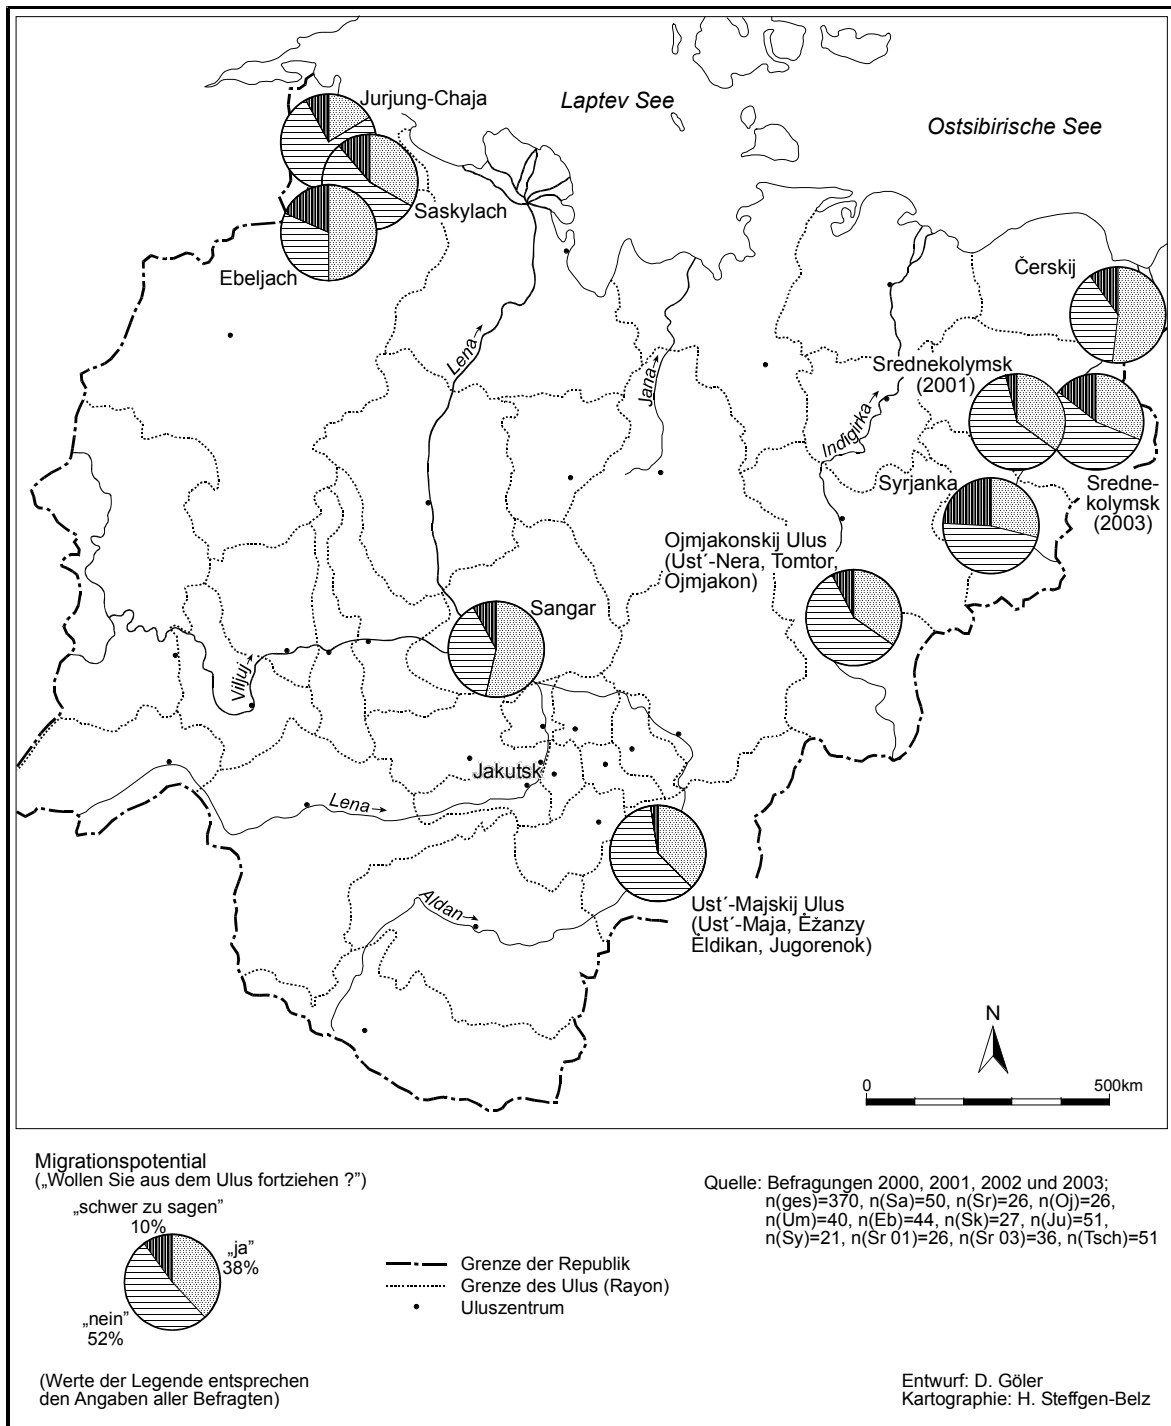 Jurjung-Chaja
Laptev See
Ostsibirische See
Saskylach
Ebeljach
Čerskij
Lena
Jana
Indigirka
Srednekolymsk
(2001)
Syrjanka
Sredne-
kolymsk
(2003)
Ojmjakonskij Ulus
(Ust´-Nera, Tomtor,
Ojmjakon)
Sangar
Viljuj
Jakutsk
Lena
Aldan
Ust´-Majskij Ulus
(Ust´-Maja, Ėžanzy
Ėldikan, Jugorenok)
N
0 500km
Migrationspotential
(„Wollen Sie aus dem Ulus fortziehen ?”)
„schwer zu sagen”
10%
„ja”
38%
„nein”
52%
(Werte der Legende entsprechen
den Angaben aller Befragten)
Grenze der Republik
Grenze des Ulus (Rayon)
Uluszentrum
Quelle: Befragungen 2000, 2001, 2002 und 2003;
n(ges)=370, n(Sa)=50, n(Sr)=26, n(Oj)=26,
n(Um)=40, n(Eb)=44, n(Sk)=27, n(Ju)=51,
n(Sy)=21, n(Sr 01)=26, n(Sr 03)=36, n(Tsch)=51
Entwurf: D. Göler
Kartographie: H. Steffgen-Belz